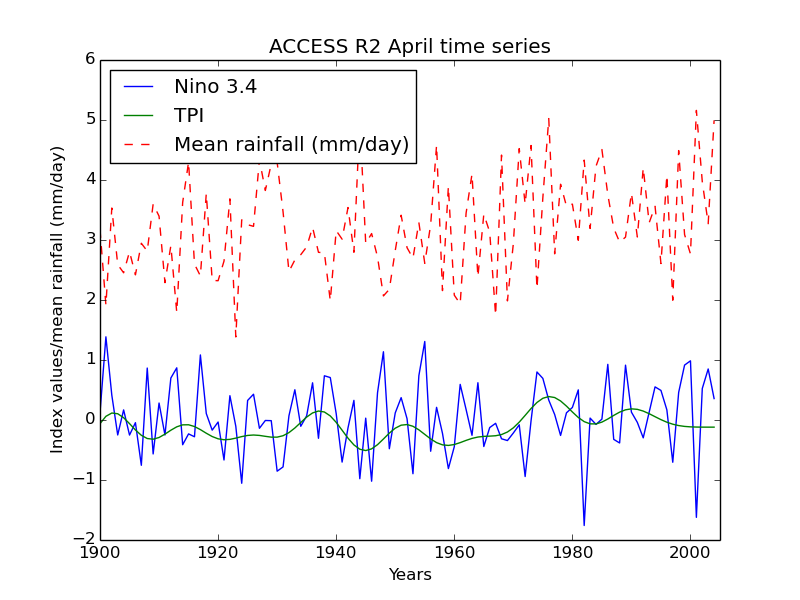 ACCESS R2 April time series
6
5
4
3
2
1
0
−1
−2
Index values/mean rainfall (mm/day)
Nino 3.4
TPI
Mean rainfall (mm/day)
1900 1920 1940 1960 1980 2000
Years